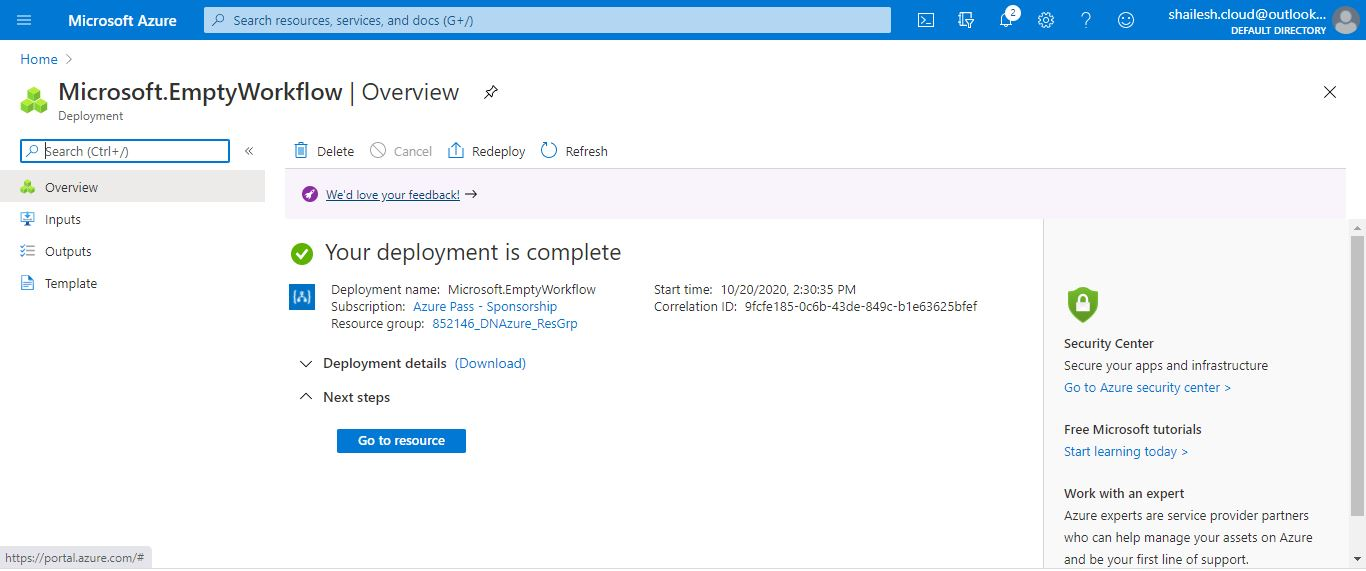 Microsoft Azure
Search resources, services, and docs (G+/)
2
shailesh.cloud@outlook...
DEFAULT DIRECTORY
Home >
Microsoft.EmptyWorkflow | Overview
Deployment
Search (Ctrl+/)
«
Delete
Cancel
Redeploy
Refresh
Overview
Inputs
Outputs
Template
We'd love your feedback! →
Your deployment is complete
Deployment name: Microsoft.EmptyWorkflow
Subscription: Azure Pass - Sponsorship
Resource group: 852146_DNAzure_ResGrp
Start time: 10/20/2020, 2:30:35 PM
Correlation ID: 9fcfe185-0c6b-43de-849c-b1e63625bfef
Deployment details (Download)
Next steps
Go to resource
Security Center
Secure your apps and infrastructure
Go to Azure security center >
Free Microsoft tutorials
Start learning today >
Work with an expert
Azure experts are service provider partners
who can help manage your assets on Azure
and be your first line of support.
https://portal.azure.com/#